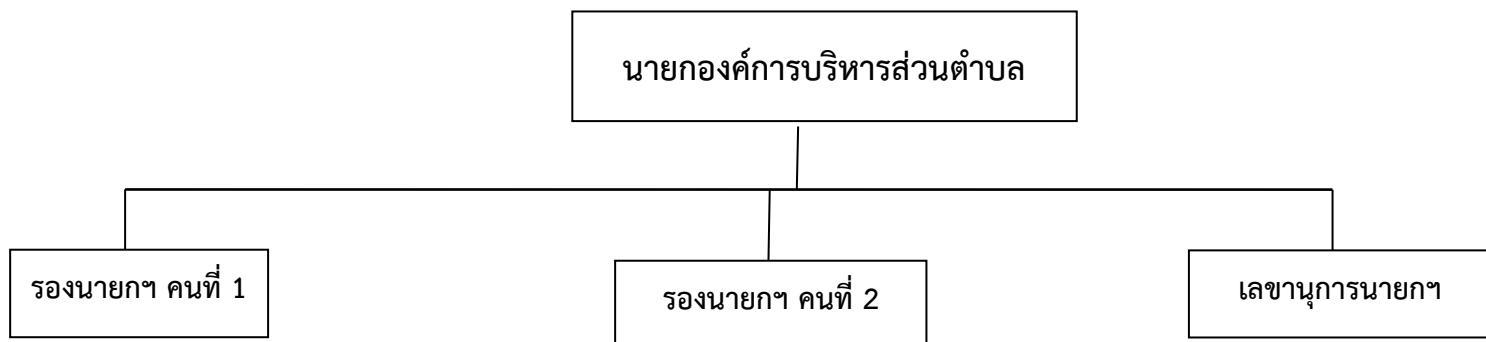 นายกองค์การบริหารส่วนตำบล
รองนายกฯ คนที่ 1
รองนายกฯ คนที่ 2
เลขานุการนายกฯ